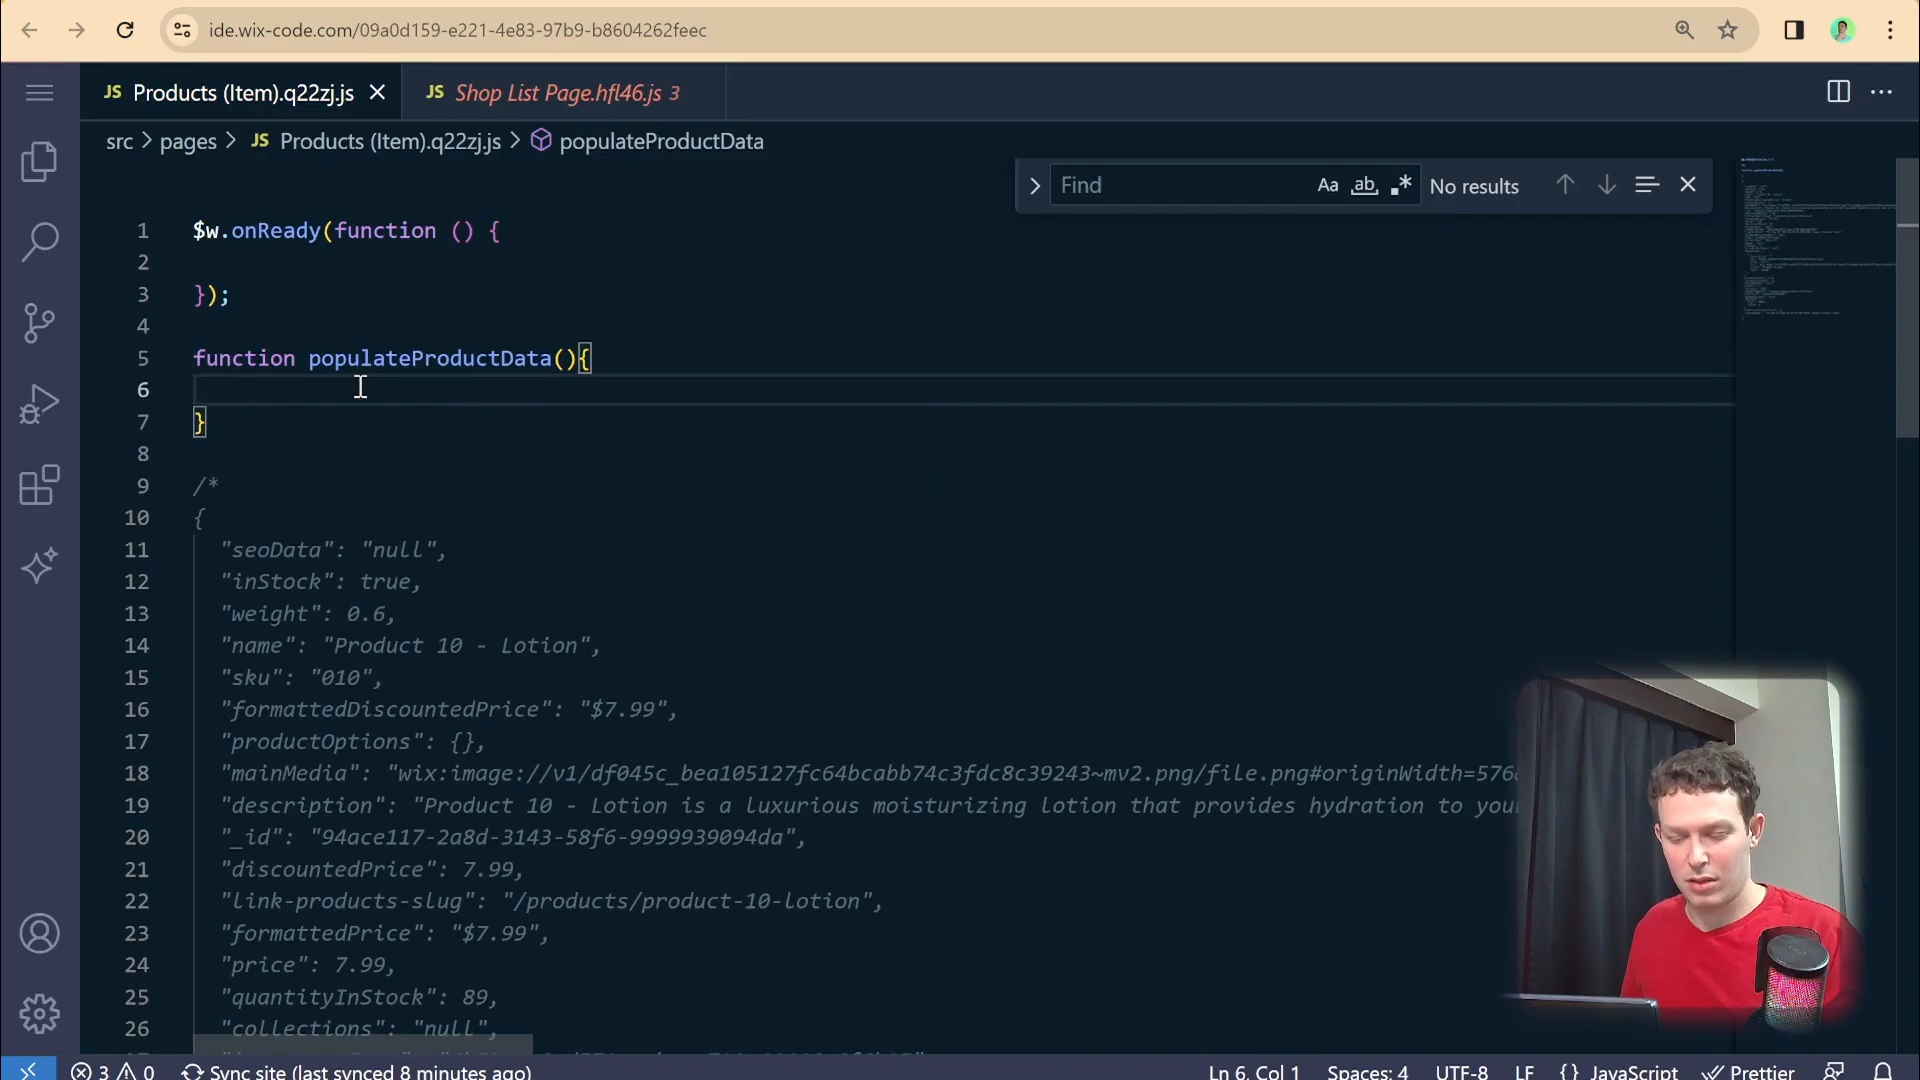 ide.wix-code.com/09a0d159-e221-4e83-97b9-b8604262feec
JS Products (Item).q22zj.js
JS Shop List Page.hfl46.js 3
src > pages > JS Products (Item).q22zj.js > populateProductData
Find Aa ab .* No results
1 $w.onReady(function () {
2
3 });
4
5 function populateProductData(){
6
7 }
8
9 /*
10 {
11 "seoData": "null",
12 "inStock": true,
13 "weight": 0.6,
14 "name": "Product 10 - Lotion",
15 "sku": "010",
16 "formattedDiscountedPrice": "$7.99",
17 "productOptions": {},
18 "mainMedia": "wix:image://v1/df045c_bea105127fc64bcabb74c3fdc8c39243~mv2.png/file.png#originWidth=576
19 "description": "Product 10 - Lotion is a luxurious moisturizing lotion that provides hydration to you
20 "_id": "94ace117-2a8d-3143-58f6-9999939094da",
21 "discountedPrice": 7.99,
22 "link-products-slug": "/products/product-10-lotion",
23 "formattedPrice": "$7.99",
24 "price": 7.99,
25 "quantityInStock": 89,
26 "collections": "null",
3 0 Sync site (last synced 8 minutes ago) Ln 6, Col 1 Spaces: 4 UTF-8 LF {} JavaScript Prettier